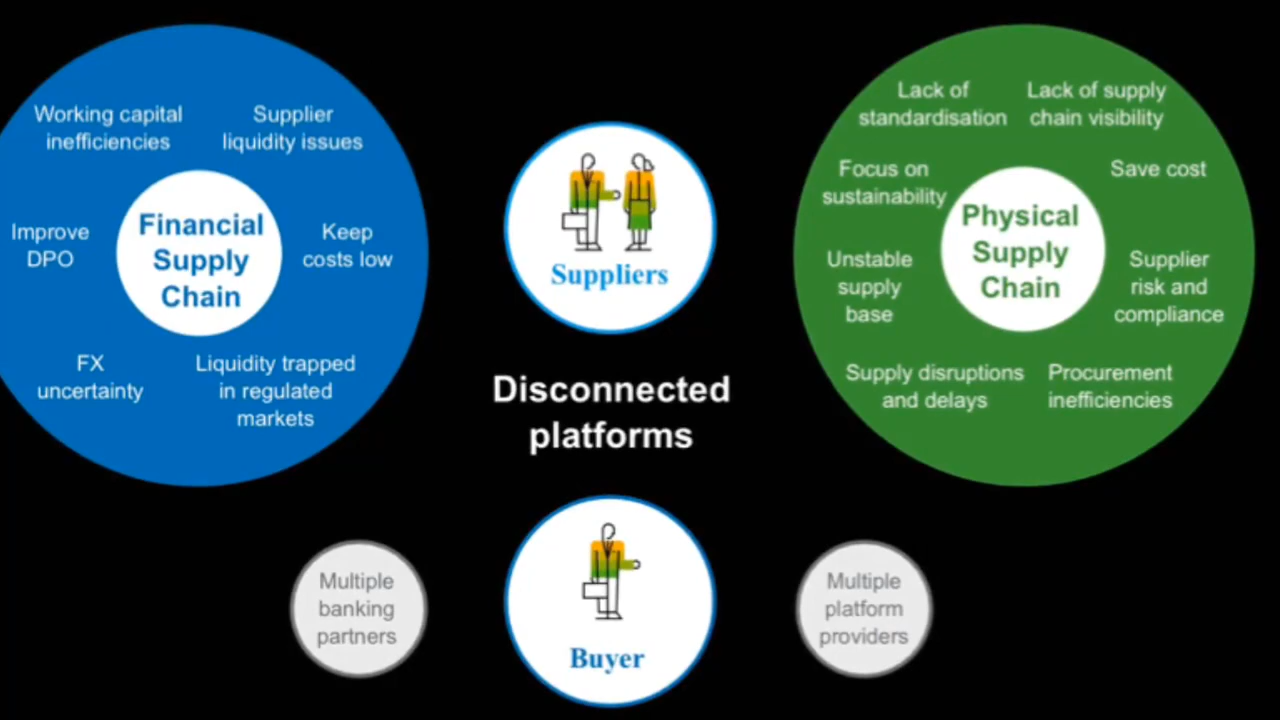 Working capital
inefficiencies
Supplier
liquidity issues
Improve
DPO
Financial
Supply
Chain
Keep
costs low
FX
uncertainty
Liquidity trapped
in regulated
markets
Suppliers
Disconnected
platforms
Buyer
Multiple
banking
partners
Multiple
platform
providers
Lack of
standardisation
Lack of supply
chain visibility
Focus on
sustainability
Save cost
Physical
Supply
Chain
Unstable
supply
base
Supplier
risk and
compliance
Supply disruptions
and delays
Procurement
inefficiencies